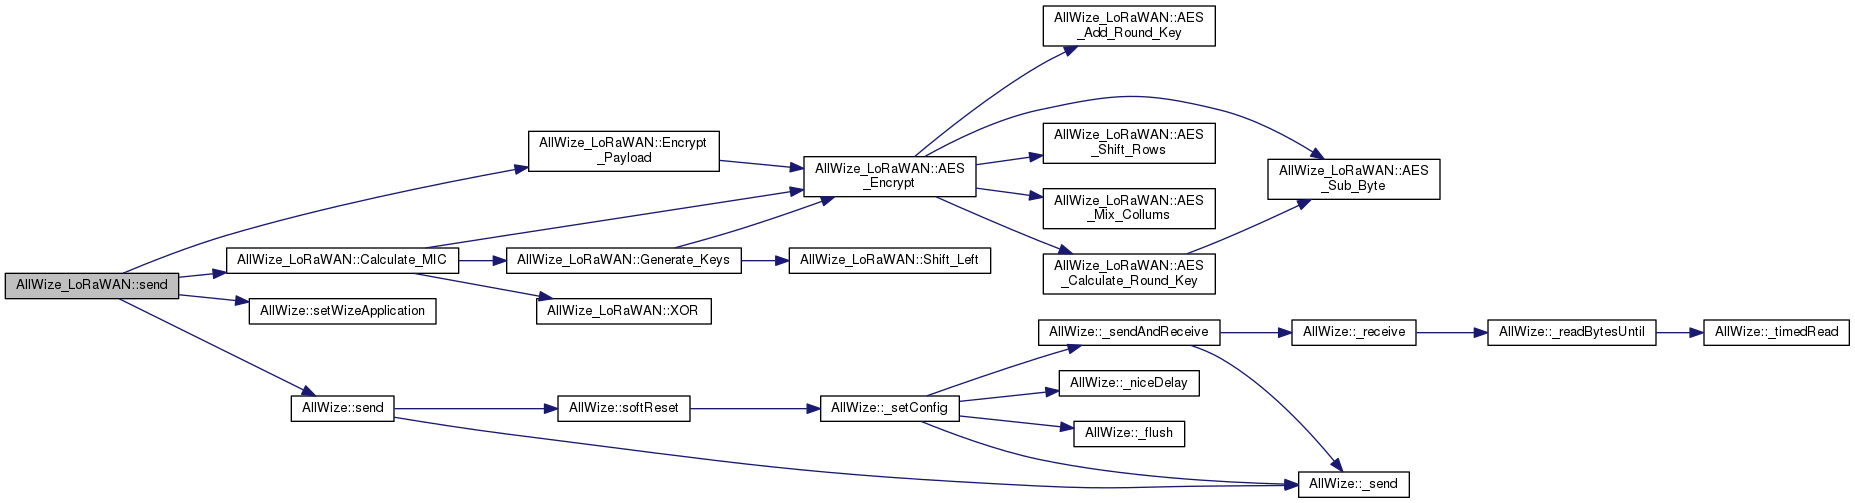 AllWize_LoRaWAN::send
AllWize_LoRaWAN::Encrypt
_Payload
AllWize_LoRaWAN::Calculate_MIC
AllWize::setWizeApplication
AllWize::send
AllWize_LoRaWAN::Generate_Keys
AllWize_LoRaWAN::XOR
AllWize::softReset
AllWize_LoRaWAN::AES
_Encrypt
AllWize_LoRaWAN::Shift_Left
AllWize::_setConfig
AllWize_LoRaWAN::AES
_Add_Round_Key
AllWize_LoRaWAN::AES
_Shift_Rows
AllWize_LoRaWAN::AES
_Mix_Collums
AllWize_LoRaWAN::AES
_Calculate_Round_Key
AllWize_LoRaWAN::AES
_Sub_Byte
AllWize::_sendAndReceive
AllWize::_niceDelay
AllWize::_flush
AllWize::_receive
AllWize::_send
AllWize::_readBytesUntil
AllWize::_timedRead